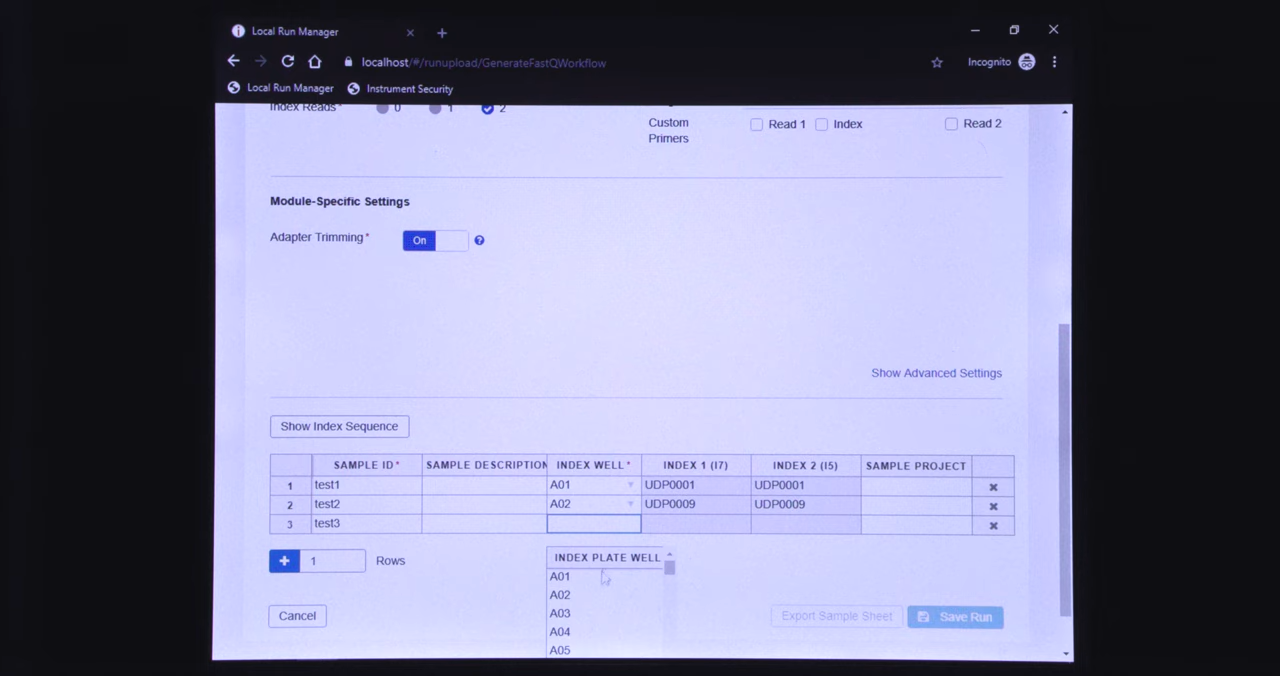 Local Run Manager
localhost/#/runupload/GenerateFastQWorkflow
Incognito
Local Run Manager Instrument Security
Index Reads* 0 1 2
Custom Primers Read 1 Index Read 2
Module-Specific Settings
Adapter Trimming* On
Show Advanced Settings
Show Index Sequence
SAMPLE ID* SAMPLE DESCRIPTION INDEX WELL* INDEX 1 (I7) INDEX 2 (I5) SAMPLE PROJECT
1 test1 A01 UDP0001 UDP0001
2 test2 A02 UDP0009 UDP0009
3 test3
1 Rows
INDEX PLATE WELL
A01
A02
A03
A04
A05
Cancel Export Sample Sheet Save Run